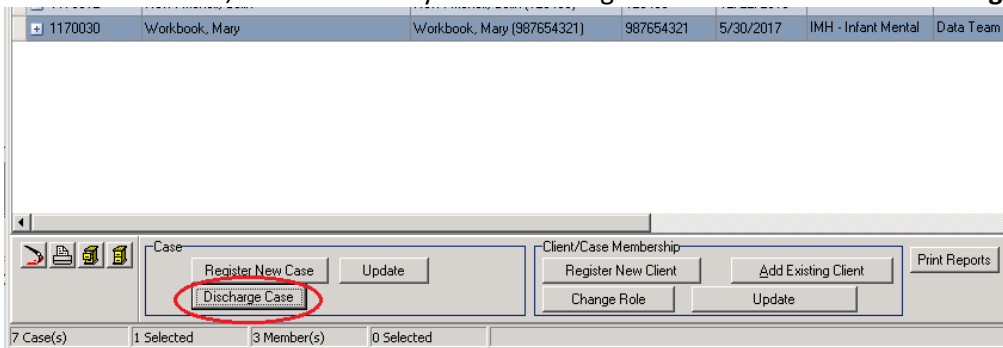 1170030 Workbook, Mary Workbook, Mary (987654321) 987654321 5/30/2017 IMH - Infant Mental Data Team
Case Client/Case Membership
Register New Case Update Register New Client Add Existing Client Print Reports
Discharge Case Change Role Update
7 Case(s) 1 Selected 3 Member(s) 0 Selected